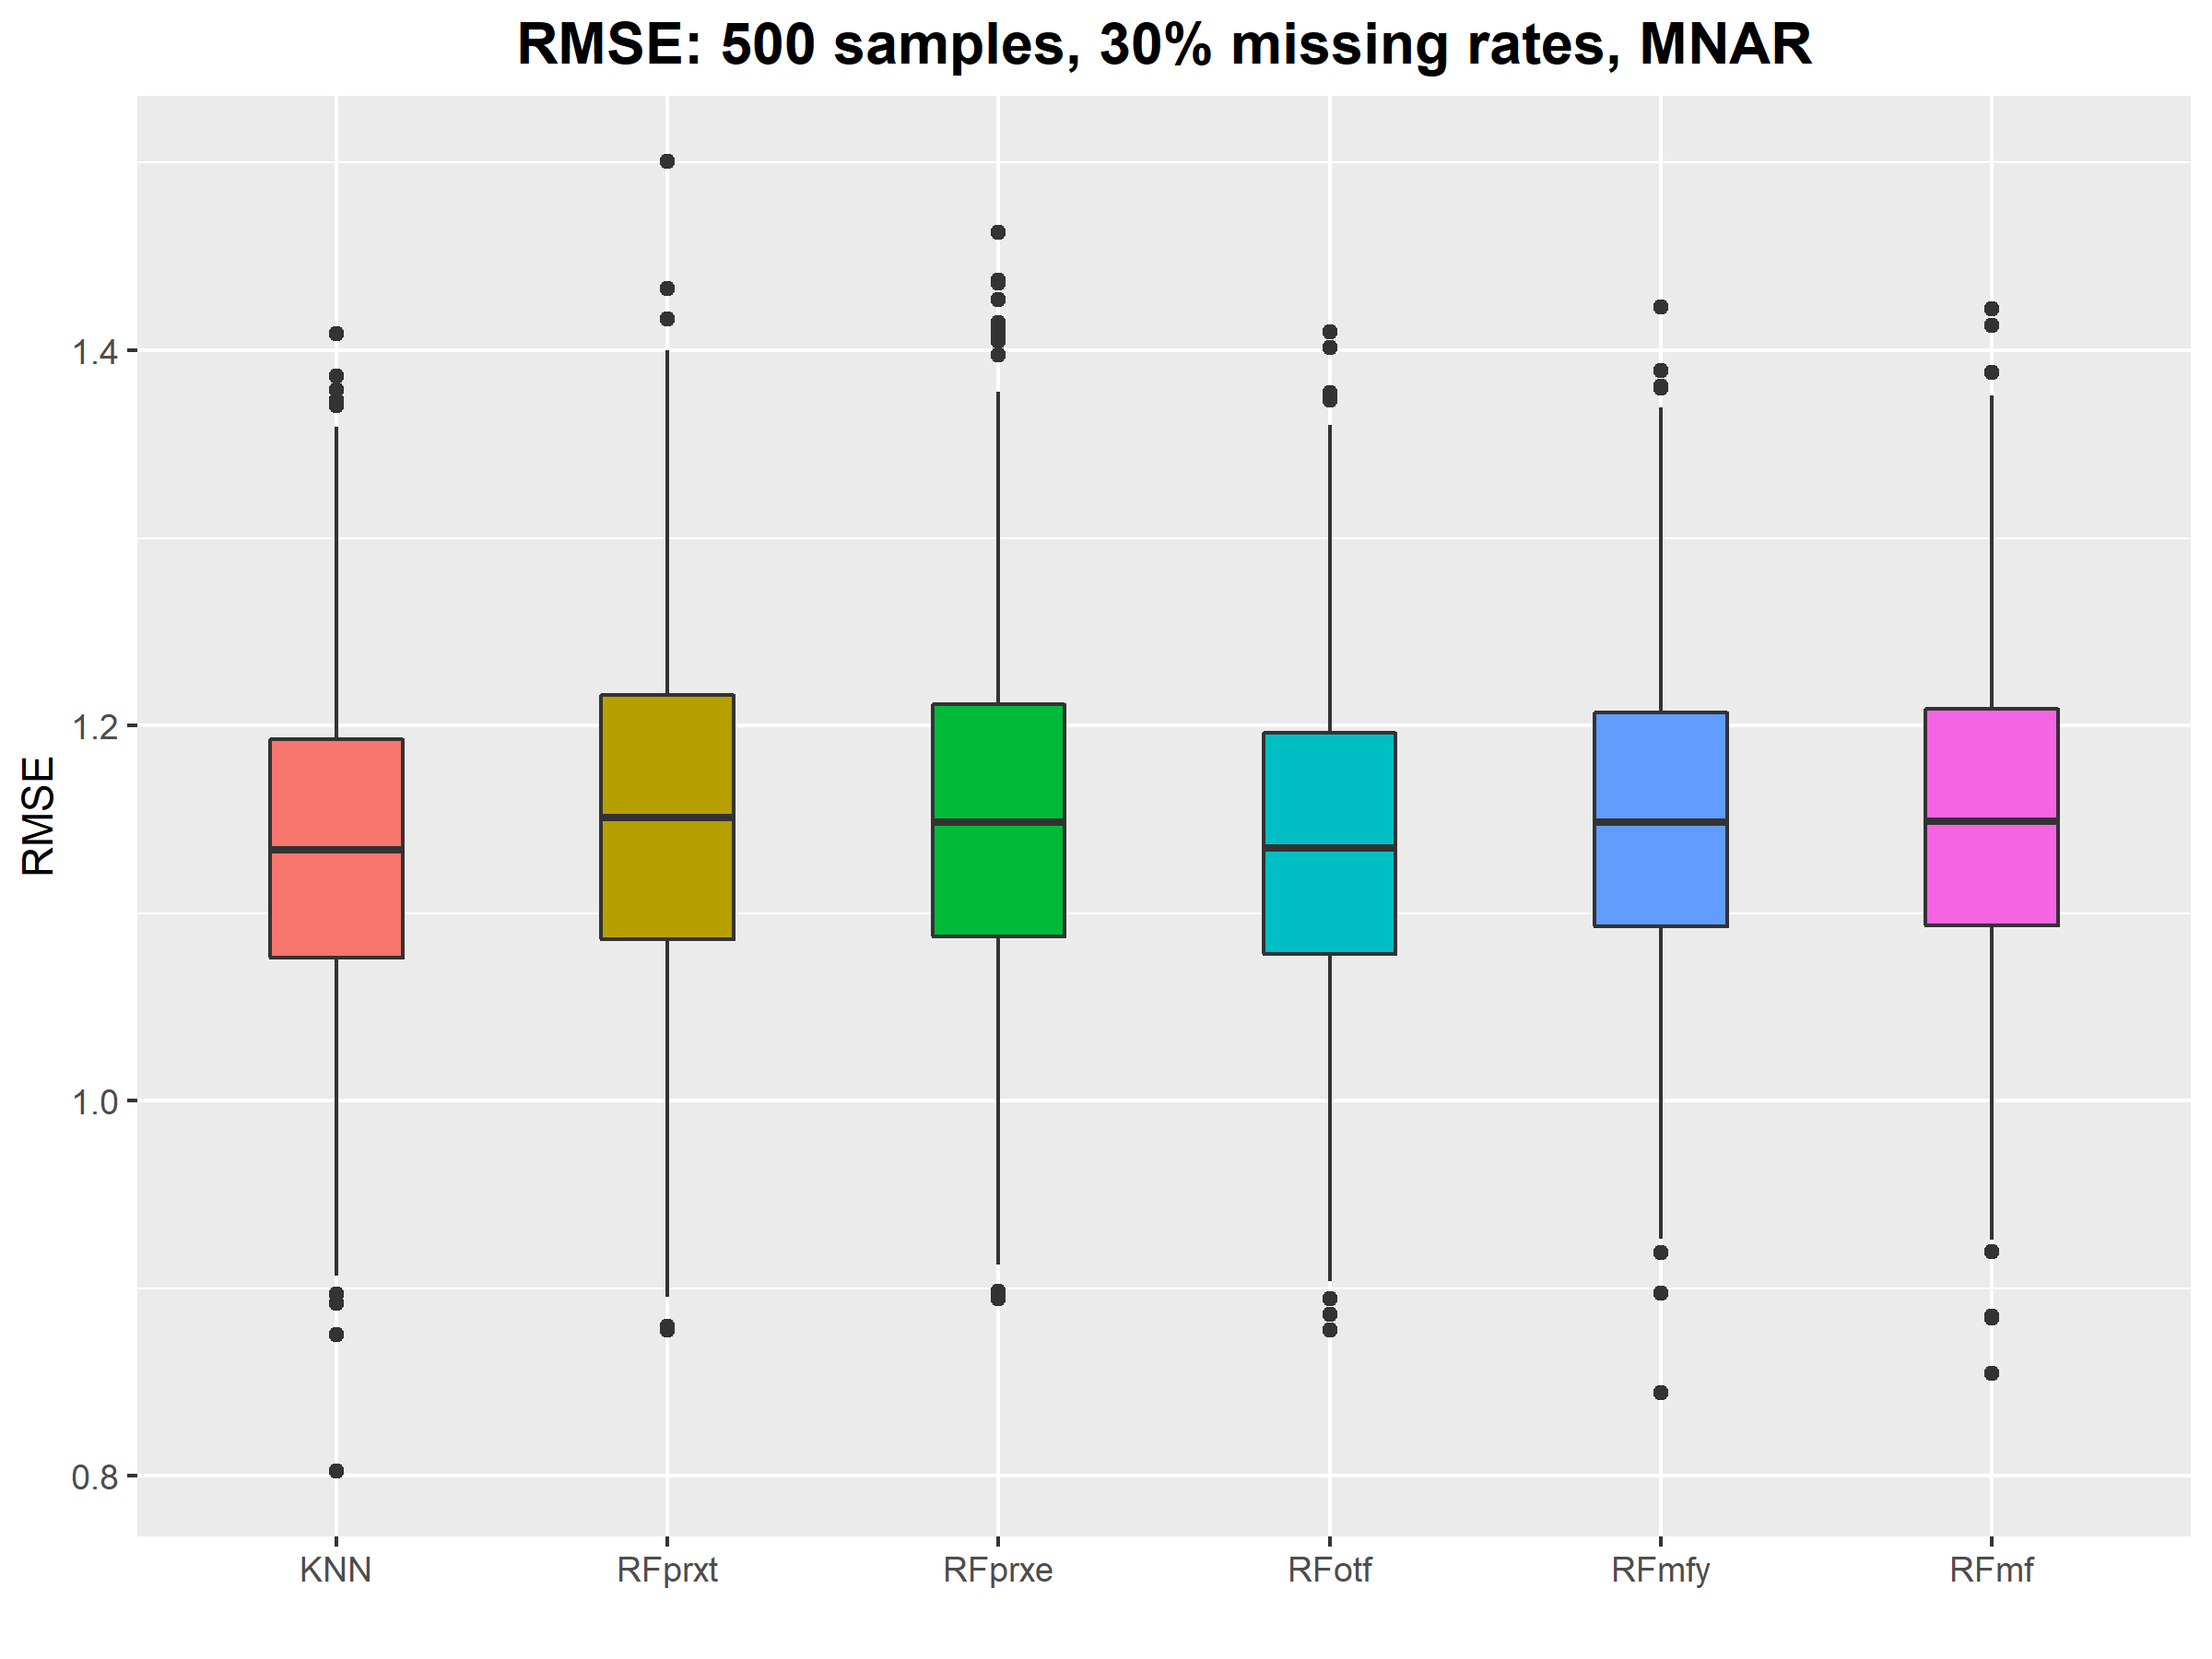 RMSE: 500 samples, 30% missing rates, MNAR
RMSE
1.4
1.2
1.0
0.8
KNN RFprxt RFprxe RFotf RFmfy RFmf